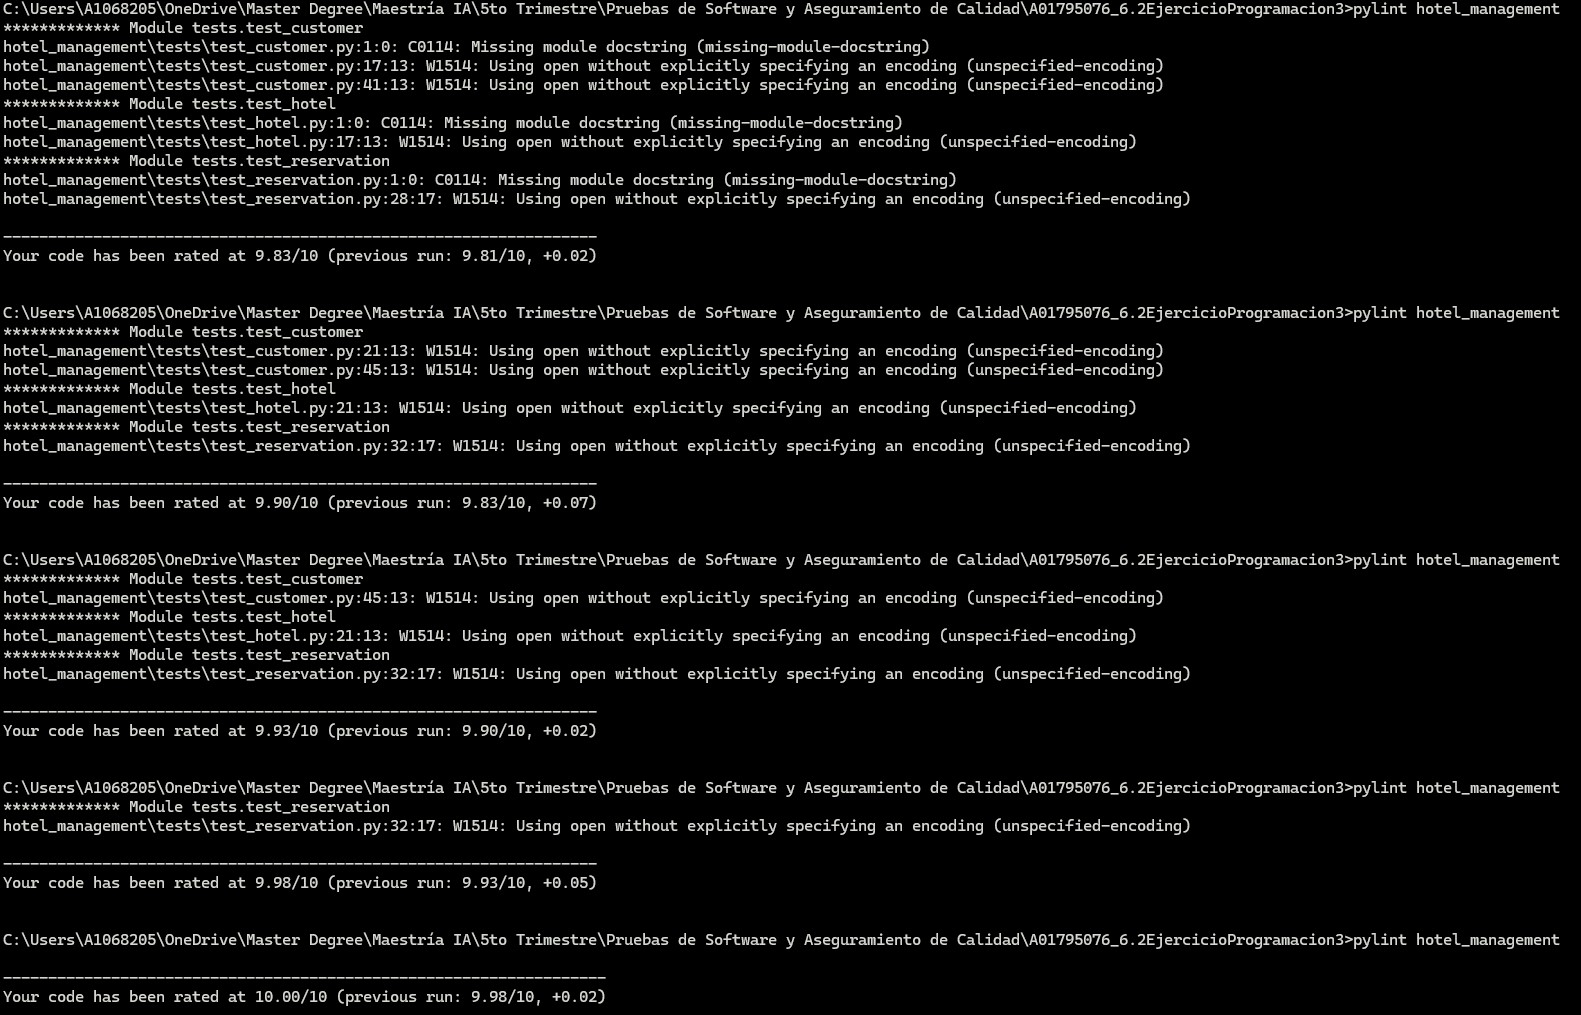 C:\Users\A1068205\OneDrive\Master Degree\Maestría IA\5to Trimestre\Pruebas de Software y Aseguramiento de Calidad\A01795076_6.2EjercicioProgramacion3>pylint hotel_management
************* Module tests.test_customer
hotel_management\tests\test_customer.py:1:0: C0114: Missing module docstring (missing-module-docstring)
hotel_management\tests\test_customer.py:17:13: W1514: Using open without explicitly specifying an encoding (unspecified-encoding)
hotel_management\tests\test_customer.py:41:13: W1514: Using open without explicitly specifying an encoding (unspecified-encoding)
************* Module tests.test_hotel
hotel_management\tests\test_hotel.py:1:0: C0114: Missing module docstring (missing-module-docstring)
hotel_management\tests\test_hotel.py:17:13: W1514: Using open without explicitly specifying an encoding (unspecified-encoding)
************* Module tests.test_reservation
hotel_management\tests\test_reservation.py:1:0: C0114: Missing module docstring (missing-module-docstring)
hotel_management\tests\test_reservation.py:28:17: W1514: Using open without explicitly specifying an encoding (unspecified-encoding)
------------------------------------------------------------------
Your code has been rated at 9.83/10 (previous run: 9.81/10, +0.02)
C:\Users\A1068205\OneDrive\Master Degree\Maestría IA\5to Trimestre\Pruebas de Software y Aseguramiento de Calidad\A01795076_6.2EjercicioProgramacion3>pylint hotel_management
************* Module tests.test_customer
hotel_management\tests\test_customer.py:21:13: W1514: Using open without explicitly specifying an encoding (unspecified-encoding)
hotel_management\tests\test_customer.py:45:13: W1514: Using open without explicitly specifying an encoding (unspecified-encoding)
************* Module tests.test_hotel
hotel_management\tests\test_hotel.py:21:13: W1514: Using open without explicitly specifying an encoding (unspecified-encoding)
************* Module tests.test_reservation
hotel_management\tests\test_reservation.py:32:17: W1514: Using open without explicitly specifying an encoding (unspecified-encoding)
------------------------------------------------------------------
Your code has been rated at 9.90/10 (previous run: 9.83/10, +0.07)
C:\Users\A1068205\OneDrive\Master Degree\Maestría IA\5to Trimestre\Pruebas de Software y Aseguramiento de Calidad\A01795076_6.2EjercicioProgramacion3>pylint hotel_management
************* Module tests.test_customer
hotel_management\tests\test_customer.py:45:13: W1514: Using open without explicitly specifying an encoding (unspecified-encoding)
************* Module tests.test_hotel
hotel_management\tests\test_hotel.py:21:13: W1514: Using open without explicitly specifying an encoding (unspecified-encoding)
************* Module tests.test_reservation
hotel_management\tests\test_reservation.py:32:17: W1514: Using open without explicitly specifying an encoding (unspecified-encoding)
------------------------------------------------------------------
Your code has been rated at 9.93/10 (previous run: 9.90/10, +0.02)
C:\Users\A1068205\OneDrive\Master Degree\Maestría IA\5to Trimestre\Pruebas de Software y Aseguramiento de Calidad\A01795076_6.2EjercicioProgramacion3>pylint hotel_management
************* Module tests.test_reservation
hotel_management\tests\test_reservation.py:32:17: W1514: Using open without explicitly specifying an encoding (unspecified-encoding)
------------------------------------------------------------------
Your code has been rated at 9.98/10 (previous run: 9.93/10, +0.05)
C:\Users\A1068205\OneDrive\Master Degree\Maestría IA\5to Trimestre\Pruebas de Software y Aseguramiento de Calidad\A01795076_6.2EjercicioProgramacion3>pylint hotel_management
-------------------------------------------------------------------
Your code has been rated at 10.00/10 (previous run: 9.98/10, +0.02)